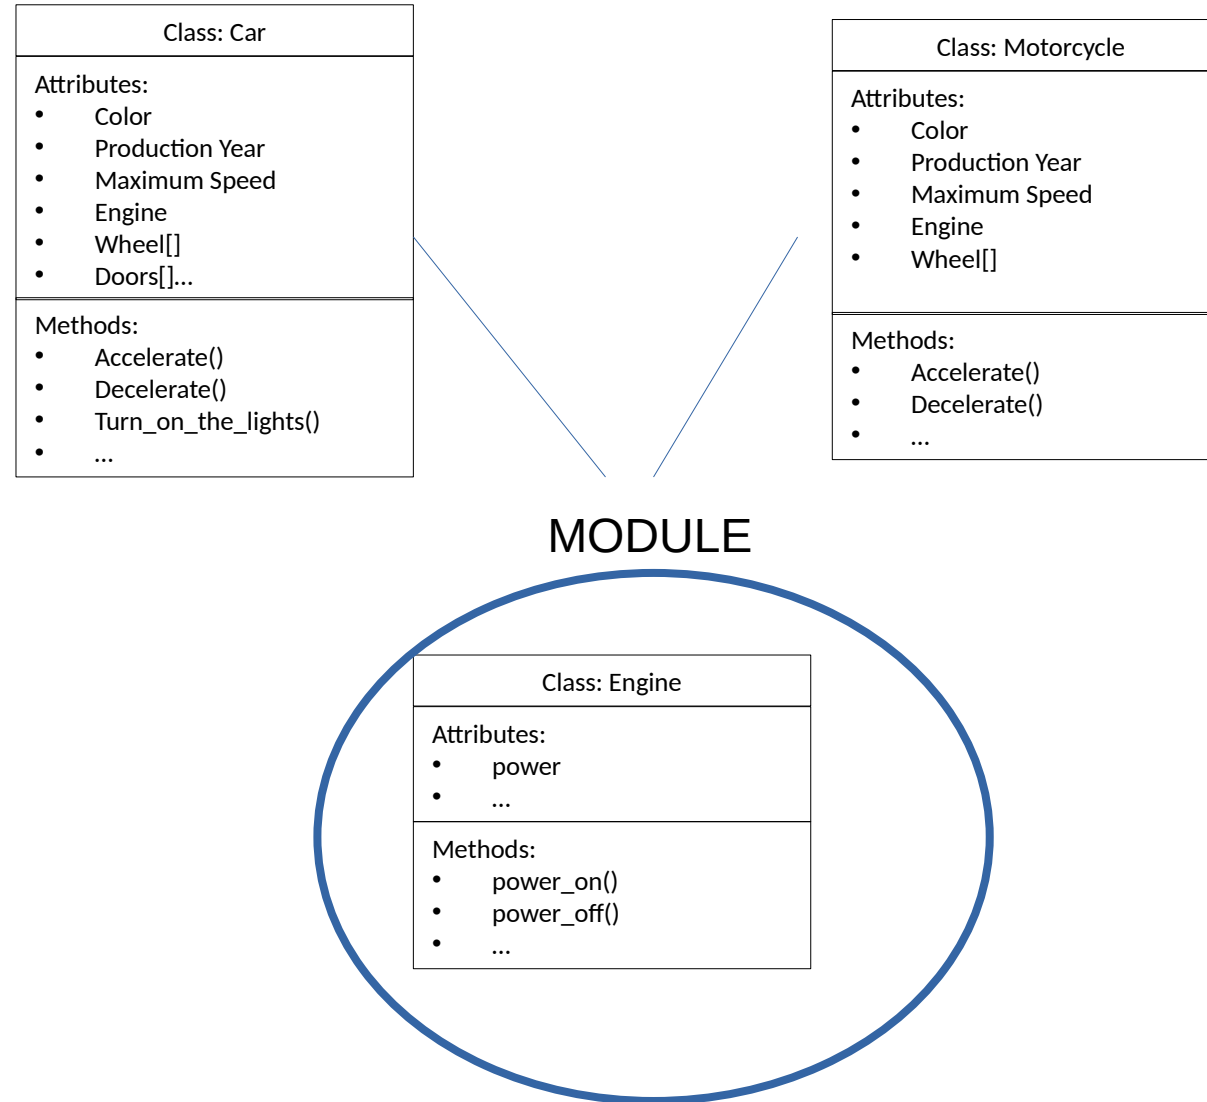 Class: Car
Attributes:
• Color
• Production Year
• Maximum Speed
• Engine
• Wheel[]
• Doors[]...
Methods:
• Accelerate()
• Decelerate()
• Turn_on_the_lights()
• ...
Class: Motorcycle
Attributes:
• Color
• Production Year
• Maximum Speed
• Engine
• Wheel[]
Methods:
• Accelerate()
• Decelerate()
• ...
MODULE
Class: Engine
Attributes:
• power
• ...
Methods:
• power_on()
• power_off()
• ...